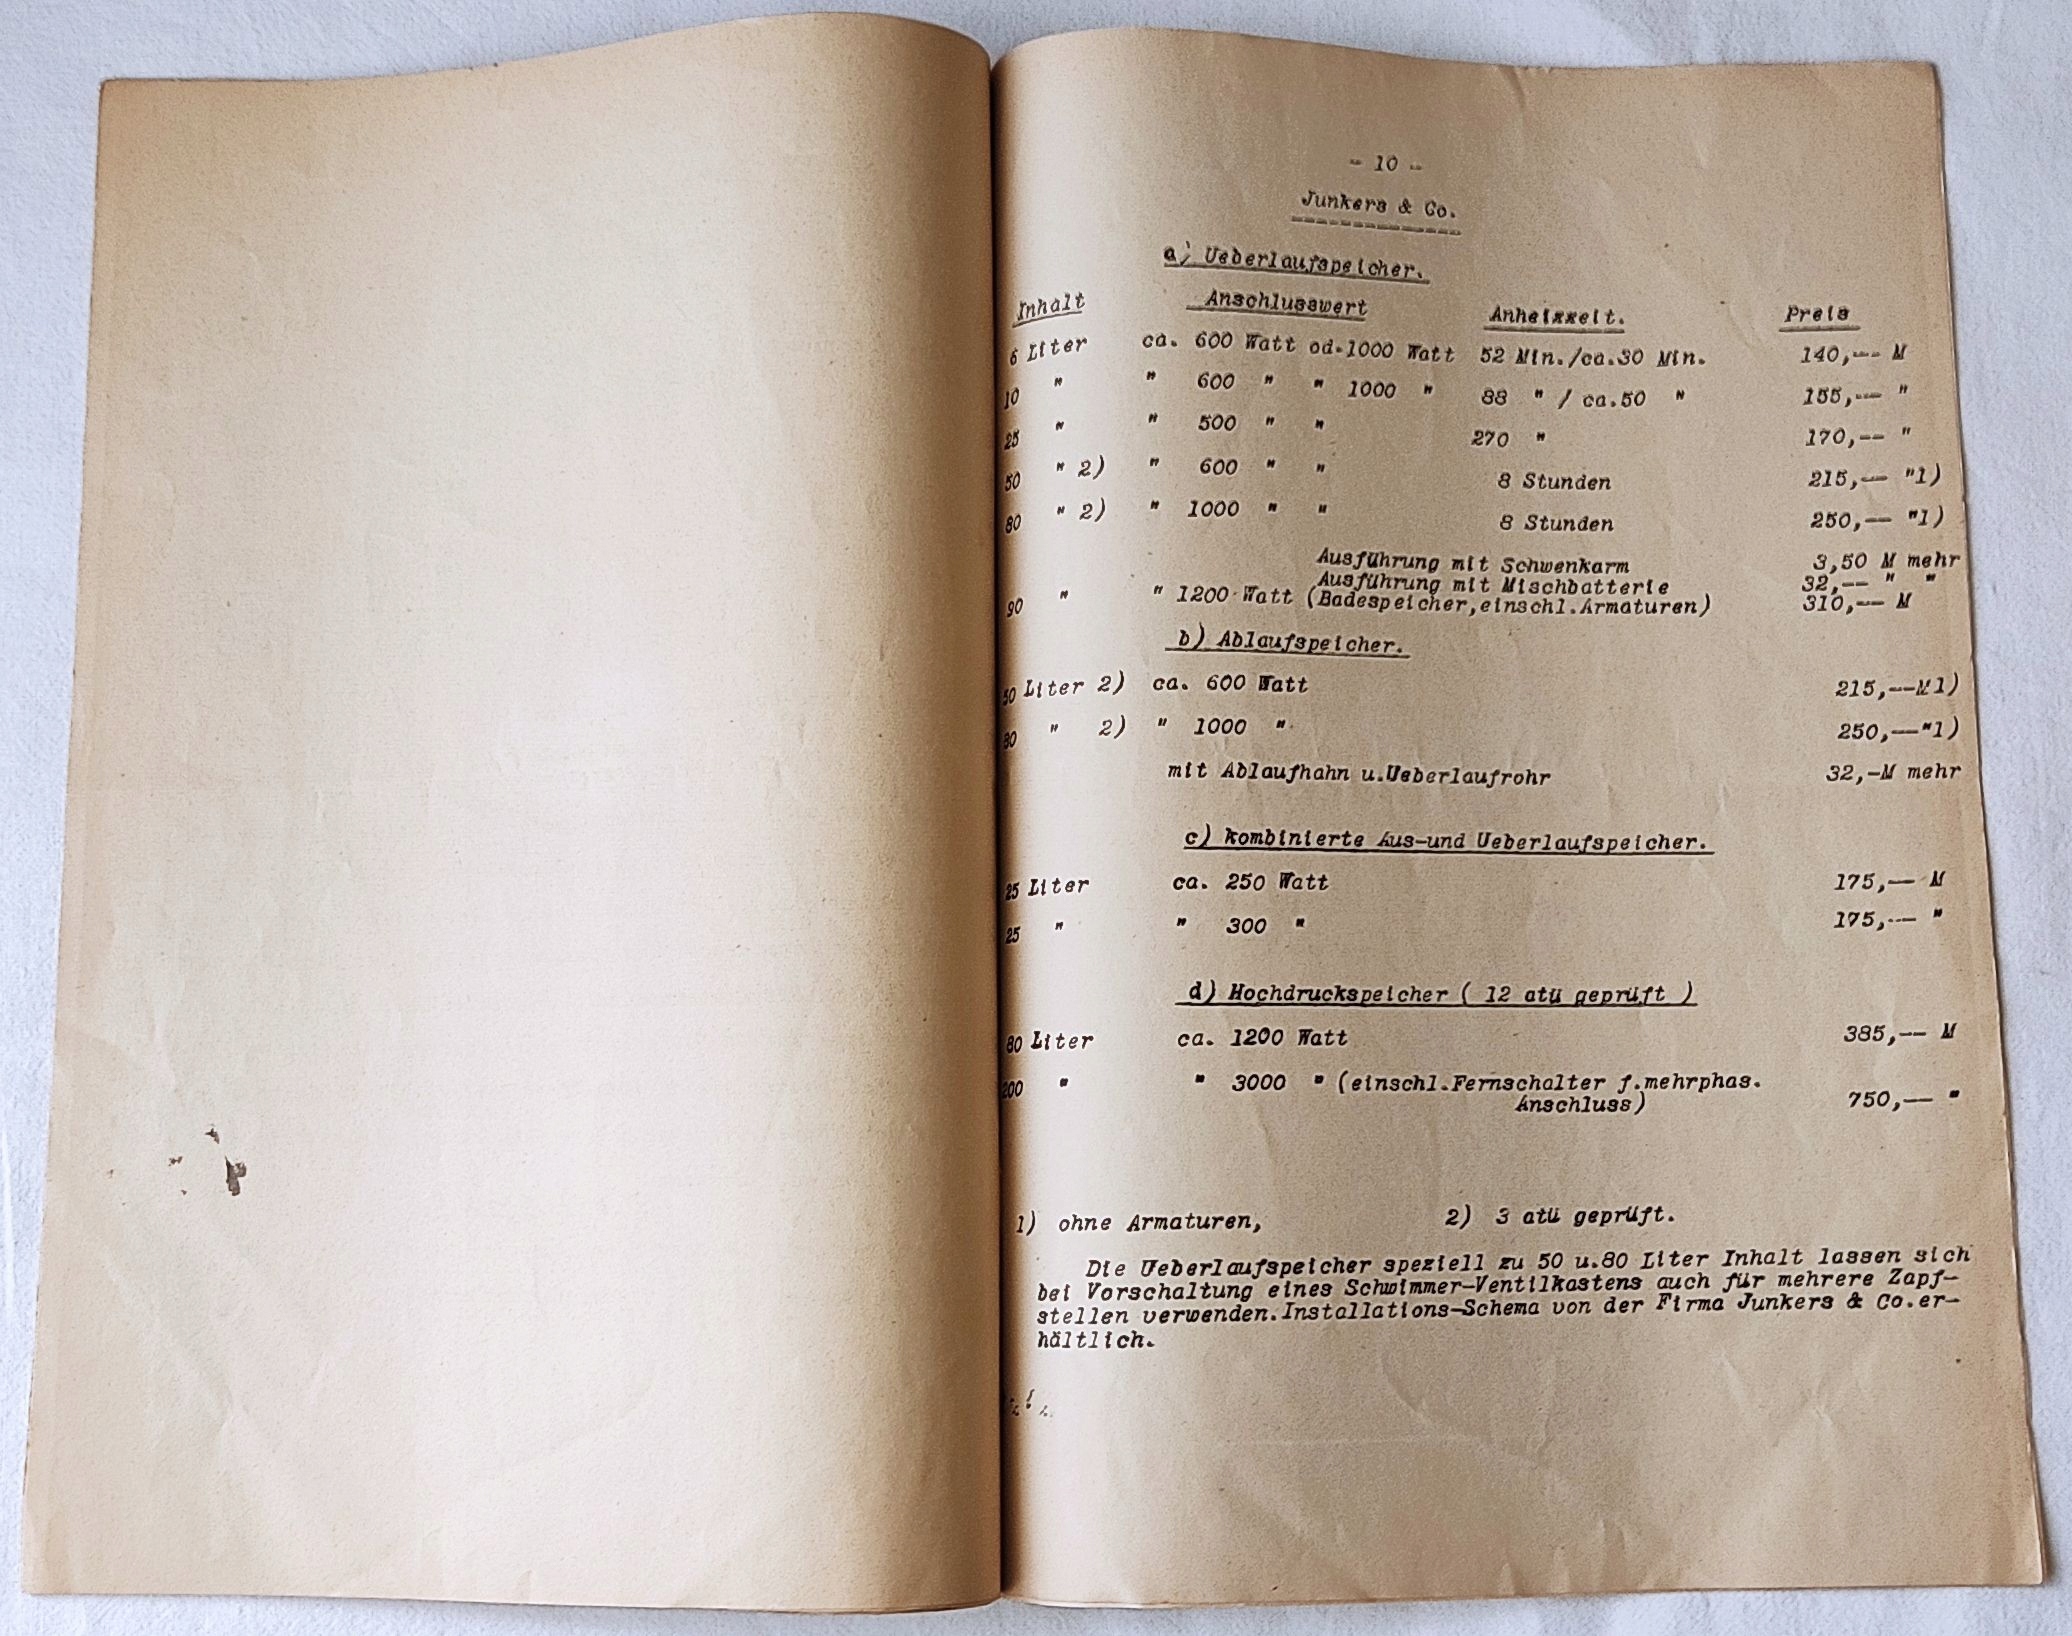 - 10 -
Junkers & Co.
a) Ueberlaufspeicher.
Inhalt Anschlusswert Anheizzeit. Preis
6 Liter ca. 600 Watt od.1000 Watt 52 Min./ca.30 Min. 140,-- M
10 " " 600 " " 1000 " 88 " / ca.50 " 155,-- "
25 " " 500 " " 270 " 170,-- "
50 " 2) " 600 " " 8 Stunden 215,-- "1)
80 " 2) " 1000 " " 8 Stunden 250,-- "1)
Ausführung mit Schwenkarm 3,50 M mehr
Ausführung mit Mischbatterie 32,-- " "
90 " " 1200 Watt (Badespeicher,einschl.Armaturen) 310,-- M
b) Ablaufspeicher.
50 Liter 2) ca. 600 Watt 215,--M1)
80 " 2) " 1000 " 250,--"1)
mit Ablaufhahn u.Ueberlaufrohr 32,-M mehr
c) kombinierte Aus-und Ueberlaufspeicher.
25 Liter ca. 250 Watt 175,-- M
25 " " 300 " 175,-- "
d) Hochdruckspeicher ( 12 atü geprüft )
80 Liter ca. 1200 Watt 385,-- M
200 " " 3000 " (einschl.Fernschalter f.mehrphas.
Anschluss) 750,-- "
1) ohne Armaturen, 2) 3 atü geprüft.
Die Ueberlaufspeicher speziell zu 50 u.80 Liter Inhalt lassen sich
bei Vorschaltung eines Schwimmer-Ventilkastens auch für mehrere Zapf-
stellen verwenden.Installations-Schema von der Firma Junkers & Co.er-
hältlich.